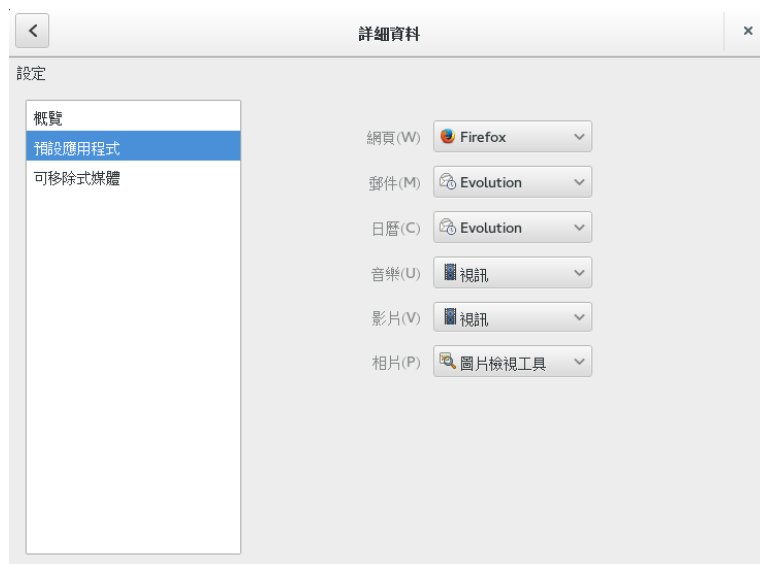 詳細資料
設定
概覽
預設應用程式
可移除式媒體
網頁(W) Firefox
郵件(M) Evolution
日曆(C) Evolution
音樂(U) 視訊
影片(V) 視訊
相片(P) 圖片檢視工具